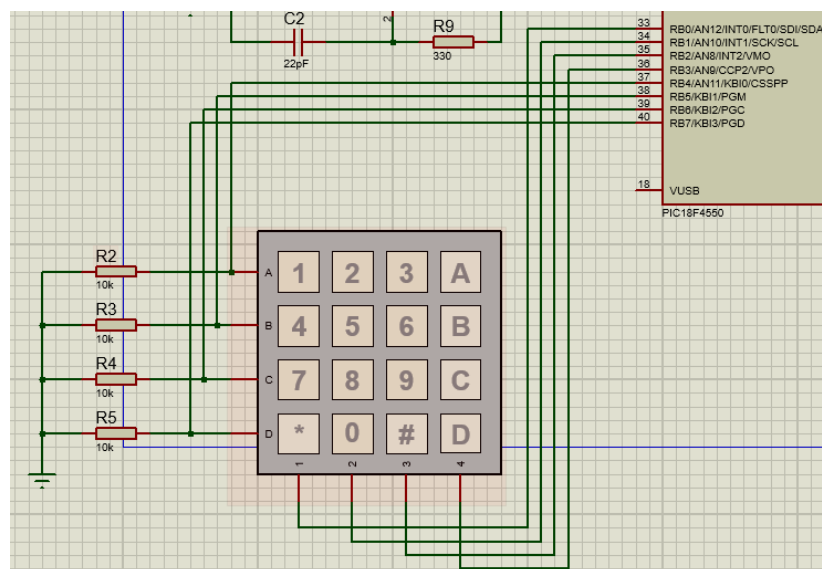 C2
22pF
2
R9
330
33 RB0/AN12/INT0/FLT0/SDI/SDA
34 RB1/AN10/INT1/SCK/SCL
35 RB2/AN8/INT2/VMO
36 RB3/AN9/CCP2/VPO
37 RB4/AN11/KBI0/CSSPP
38 RB5/KBI1/PGM
39 RB6/KBI2/PGC
40 RB7/KBI3/PGD
18 VUSB
PIC18F4550
R2
10k
R3
10k
R4
10k
R5
10k
A 1 2 3 A
B 4 5 6 B
C 7 8 9 C
D * 0 # D
1 2 3 4